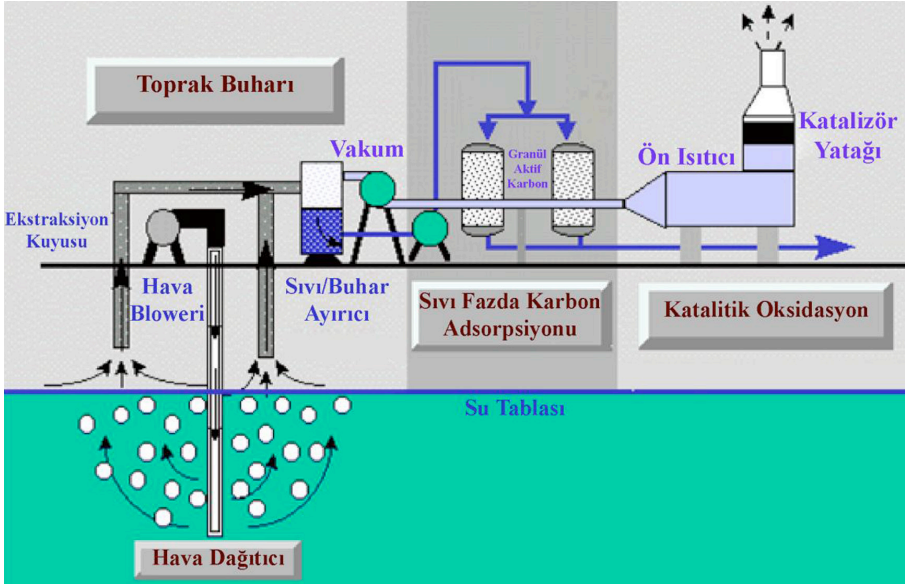 Toprak Buharı
Vakum
Ekstraksiyon
Kuyusu
Hava
Bloweri
Sıvı/Buhar
Ayırıcı
Granül
Aktif
Karbon
Ön Isıtıcı
Katalizör
Yatağı
Sıvı Fazda Karbon
Adsorpsiyonu
Katalitik Oksidasyon
Su Tablası
Hava Dağıtıcı